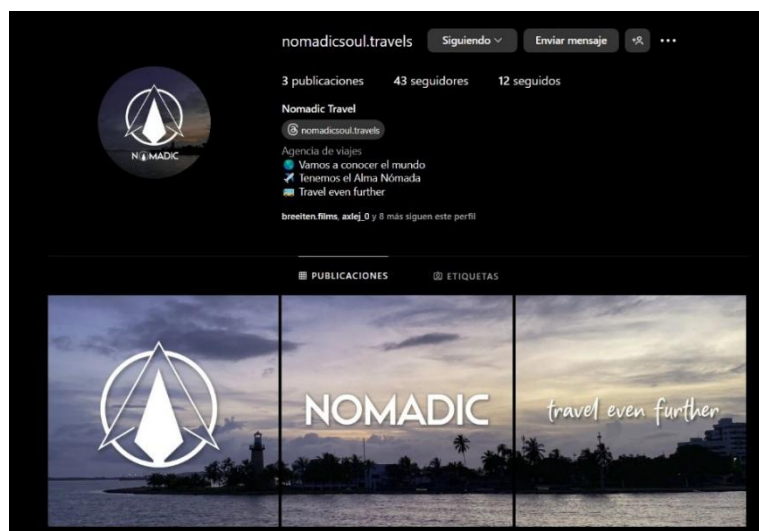 nomadicsoul.travels Siguiendo Enviar mensaje
3 publicaciones 43 seguidores 12 seguidos
Nomadic Travel
nomadicsoul.travels
Agencia de viajes
Vamos a conocer el mundo
Tenemos el Alma Nómada
Travel even further
breeiten.films, axlej_0 y 8 más siguen este perfil
NOMADIC
PUBLICACIONES ETIQUETAS
NOMADIC
travel even further